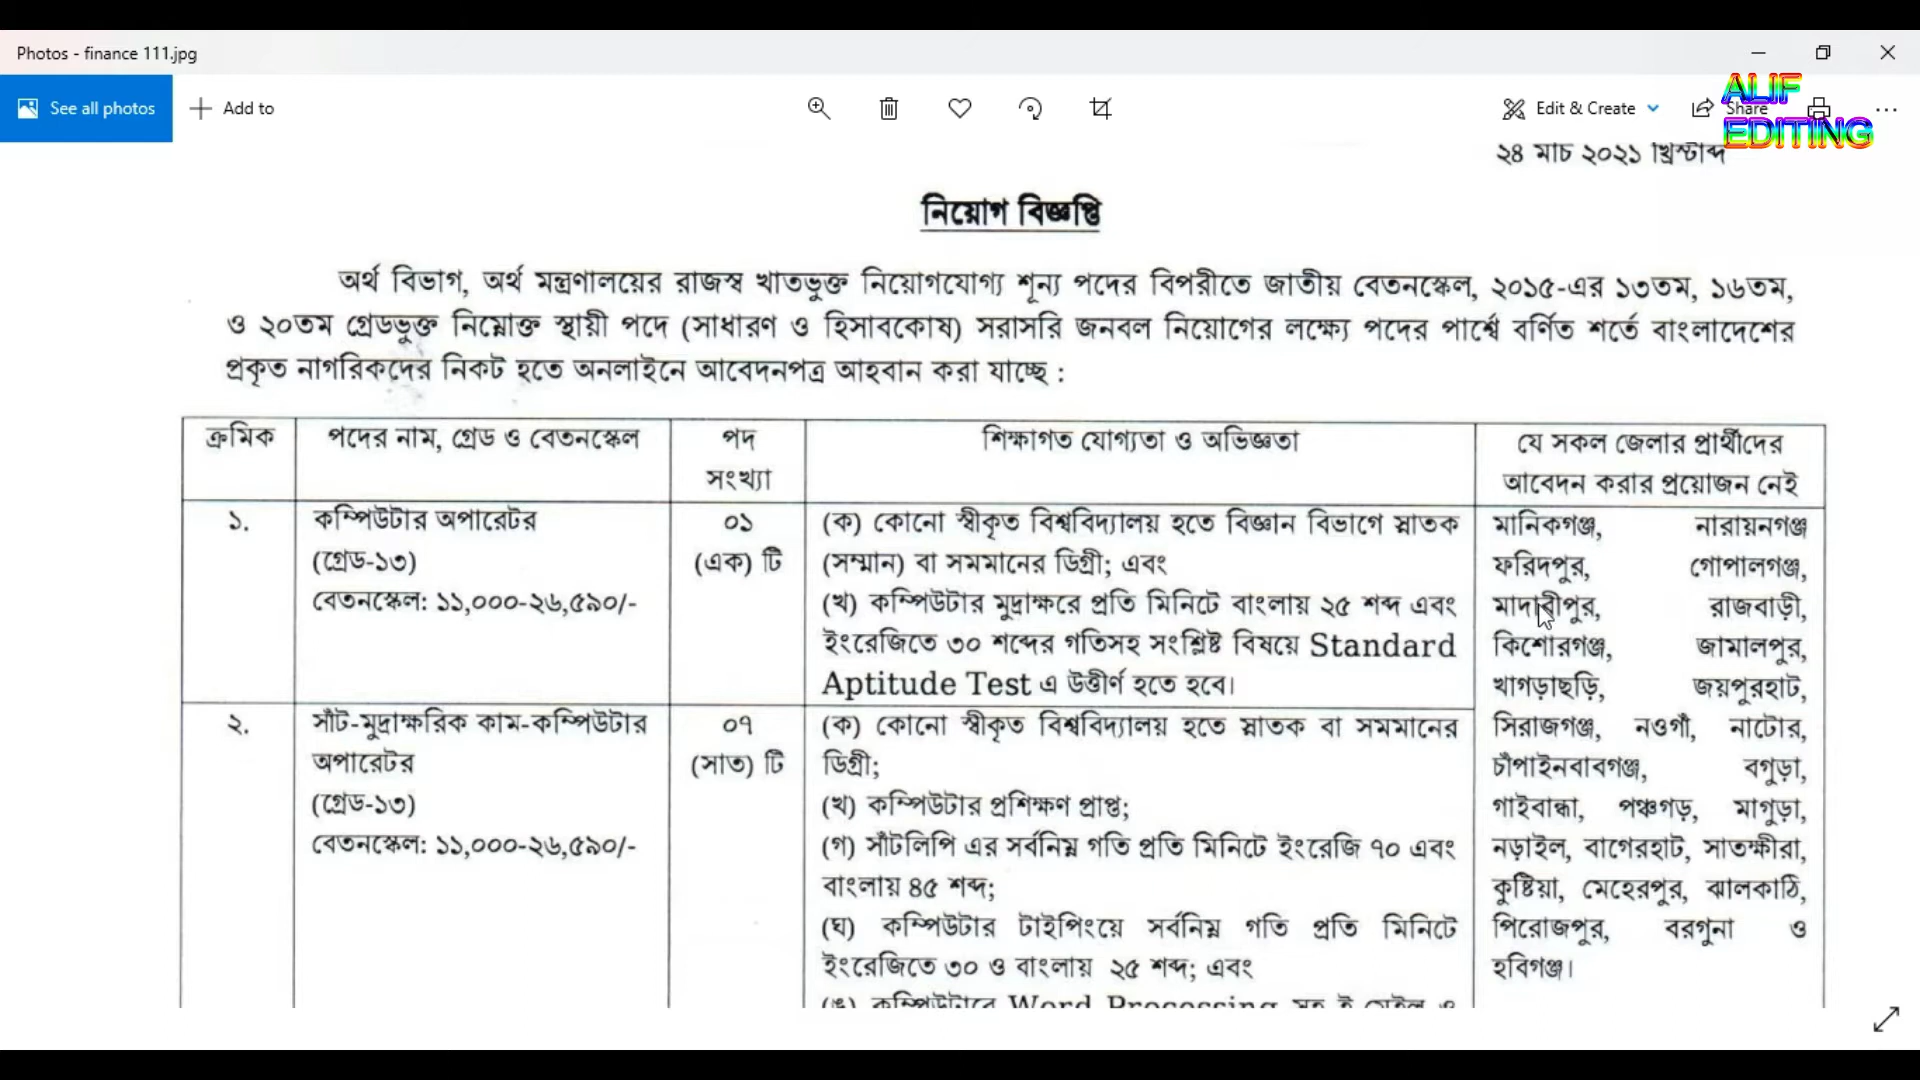 Photos - finance 111.jpg
See all photos
Add to
Edit & Create
Share
ALIF
EDITING
২৪ মার্চ ২০২১ খ্রিস্টাব্দ
নিয়োগ বিজ্ঞপ্তি
অর্থ বিভাগ, অর্থ মন্ত্রণালয়ের রাজস্ব খাতভুক্ত নিয়োগযোগ্য শূন্য পদের বিপরীতে জাতীয় বেতনস্কেল, ২০১৫-এর ১৩তম, ১৬তম,
ও ২০তম গ্রেডভুক্ত নিম্নোক্ত স্থায়ী পদে (সাধারণ ও হিসাবকোষ) সরাসরি জনবল নিয়োগের লক্ষ্যে পদের পার্শ্বে বর্ণিত শর্তে বাংলাদেশের
প্রকৃত নাগরিকদের নিকট হতে অনলাইনে আবেদনপত্র আহবান করা যাচ্ছে :
ক্রমিক
পদের নাম, গ্রেড ও বেতনস্কেল
পদ
সংখ্যা
শিক্ষাগত যোগ্যতা ও অভিজ্ঞতা
যে সকল জেলার প্রার্থীদের
আবেদন করার প্রয়োজন নেই
১.
কম্পিউটার অপারেটর
(গ্রেড-১৩)
বেতনস্কেল: ১১,০০০-২৬,৫৯০/-
০১
(এক) টি
(ক) কোনো স্বীকৃত বিশ্ববিদ্যালয় হতে বিজ্ঞান বিভাগে স্নাতক
(সম্মান) বা সমমানের ডিগ্রী; এবং
(খ) কম্পিউটার মুদ্রাক্ষরে প্রতি মিনিটে বাংলায় ২৫ শব্দ এবং
ইংরেজিতে ৩০ শব্দের গতিসহ সংশ্লিষ্ট বিষয়ে Standard
Aptitude Test এ উত্তীর্ণ হতে হবে।
২.
সাঁট-মুদ্রাক্ষরিক কাম-কম্পিউটার
অপারেটর
(গ্রেড-১৩)
বেতনস্কেল: ১১,০০০-২৬,৫৯০/-
০৭
(সাত) টি
(ক) কোনো স্বীকৃত বিশ্ববিদ্যালয় হতে স্নাতক বা সমমানের
ডিগ্রী;
(খ) কম্পিউটার প্রশিক্ষণ প্রাপ্ত;
(গ) সাঁটলিপি এর সর্বনিম্ন গতি প্রতি মিনিটে ইংরেজি ৭০ এবং
বাংলায় ৪৫ শব্দ;
(ঘ) কম্পিউটার টাইপিংয়ে সর্বনিম্ন গতি প্রতি মিনিটে
ইংরেজিতে ৩০ ও বাংলায় ২৫ শব্দ; এবং
(ঙ) কম্পিউটারে Word Processing সহ ই-মেইল ও
মানিকগঞ্জ, নারায়নগঞ্জ
ফরিদপুর, গোপালগঞ্জ,
মাদারীপুর, রাজবাড়ী,
কিশোরগঞ্জ, জামালপুর,
খাগড়াছড়ি, জয়পুরহাট,
সিরাজগঞ্জ, নওগাঁ, নাটোর,
চাঁপাইনবাবগঞ্জ, বগুড়া,
গাইবান্ধা, পঞ্চগড়, মাগুড়া,
নড়াইল, বাগেরহাট, সাতক্ষীরা,
কুষ্টিয়া, মেহেরপুর, ঝালকাঠি,
পিরোজপুর, বরগুনা ও
হবিগঞ্জ।